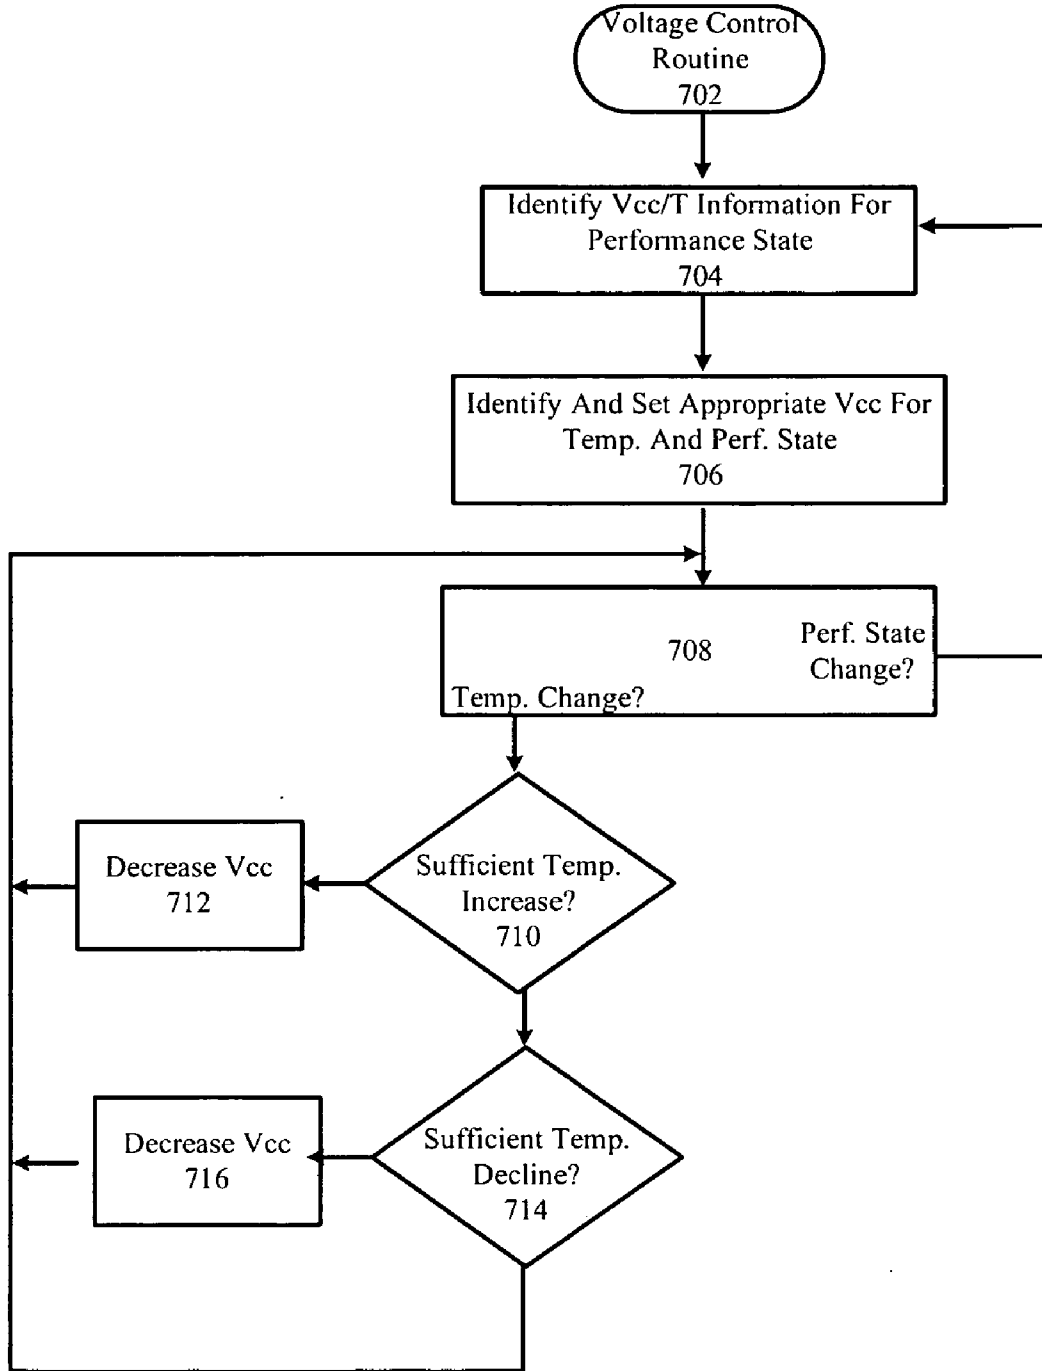 Voltage Control
Routine
702
Identify Vcc/T Information For
Performance State
704
Identify And Set Appropriate Vcc For
Temp. And Perf. State
706
708
Perf. State
Change?
Temp. Change?
Sufficient Temp.
Increase?
710
Decrease Vcc
712
Sufficient Temp.
Decline?
714
Decrease Vcc
716